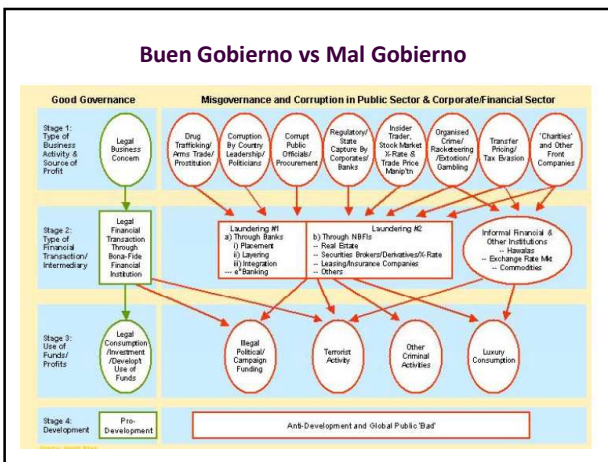 Buen Gobierno vs Mal Gobierno
Good Governance
Misgovernance and Corruption in Public Sector & Corporate/Financial Sector
Stage 1:
Type of
Business
Activity &
Source of
Profit
Legal
Business
Concern
Drug
Trafficking/
Arms Trade/
Prostitution
Corruption
By Country
Leadership/
Politicians
Corrupt
Public
Officials/
Procurement
Regulatory/
State
Capture By
Corporates/
Banks
Insider
Trader,
Stock Market
X-Rate &
Trade Price
Manip'tn
Organised
Crime/
Racketeering
/Extortion/
Gambling
Transfer
Pricing/
Tax Evasion
'Charities' and
Other
Front
Companies
Stage 2:
Type of
Financial
Transaction/
Intermediary
Legal
Financial
Transaction
Through
Bona-Fide
Financial
Institution
Laundering #1
a) Through Banks
i) Placement
ii) Layering
iii) Integration
--- e*Banking
Laundering #2
b) Through NBFIs
-- Real Estate
-- Securities Brokers/Derivatives/X-Rate
-- Leasing/Insurance Companies
-- Others
Informal Financial &
Other Institutions
-- Hawalas
-- Exchange Rate Mkt
-- Commodities
Stage 3:
Use of
Funds/
Profits
Legal
Consumption
/Investment
/Developt
Use of
Funds
Illegal
Political/
Campaign
Funding
Terrorist
Activity
Other
Criminal
Activities
Luxury
Consumption
Stage 4:
Development
Pro-
Development
Anti-Development and Global Public 'Bad'